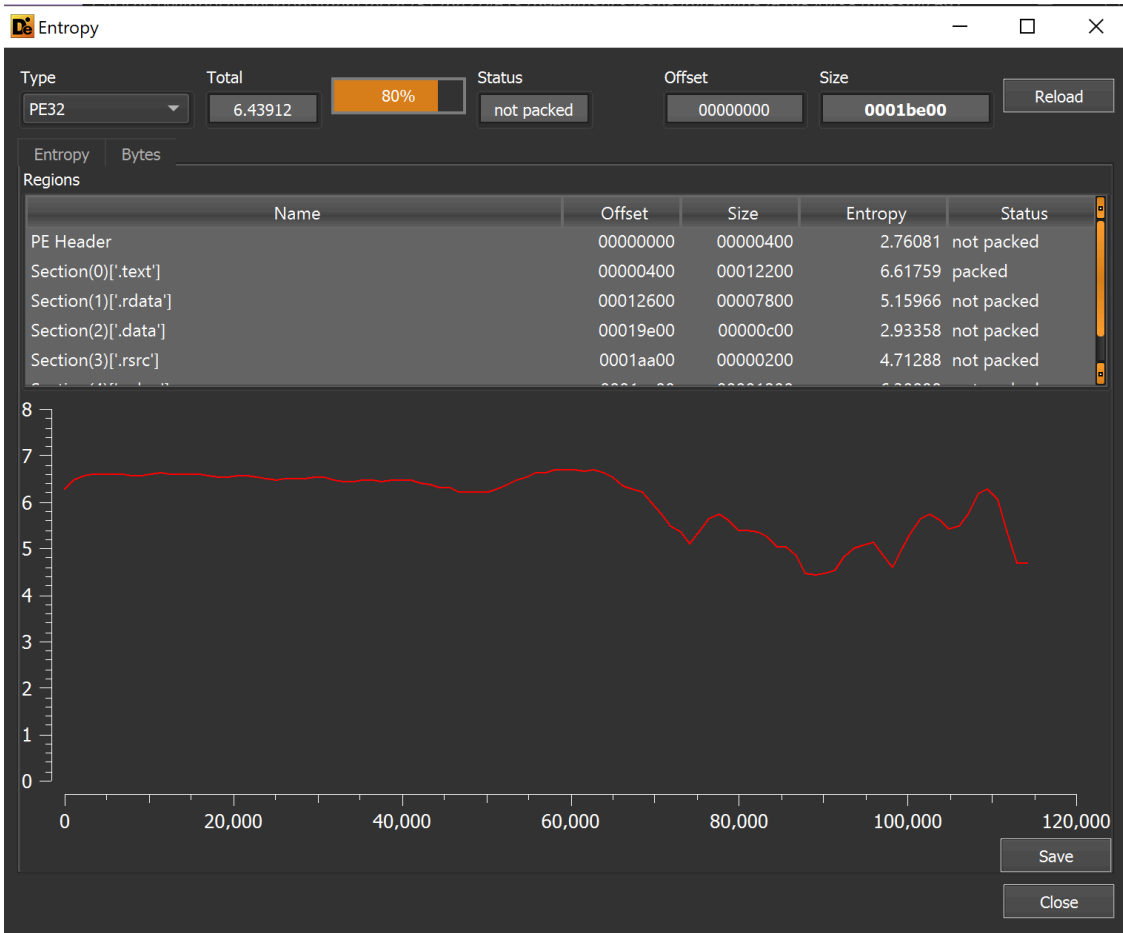 De Entropy
Type Total Status Offset Size
PE32 6.43912 80% not packed 00000000 0001be00 Reload
Entropy Bytes
Regions
Name Offset Size Entropy Status
PE Header 00000000 00000400 2.76081 not packed
Section(0)['.text'] 00000400 00012200 6.61759 packed
Section(1)['.rdata'] 00012600 00007800 5.15966 not packed
Section(2)['.data'] 00019e00 00000c00 2.93358 not packed
Section(3)['.rsrc'] 0001aa00 00000200 4.71288 not packed
8
7
6
5
4
3
2
1
0
0 20,000 40,000 60,000 80,000 100,000 120,000
Save
Close